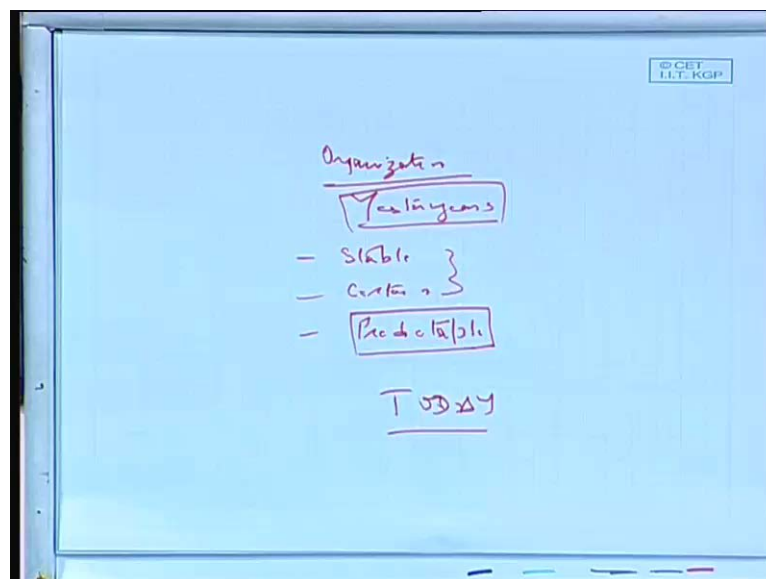 © CET
I.I.T. KGP
Organization
Yesteryears
- Stable
- Certain
- Predictable
TODAY